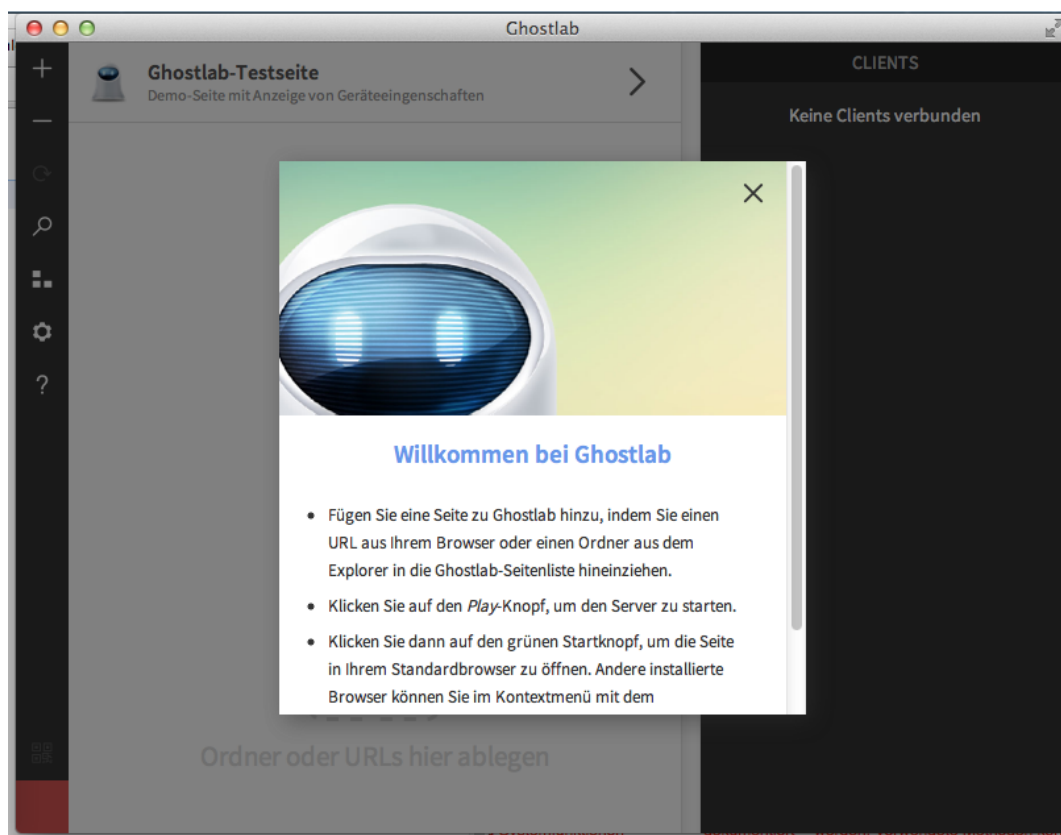 Ghostlab
Ghostlab-Testseite
Demo-Seite mit Anzeige von Geräteeingenschaften
CLIENTS
Keine Clients verbunden
Willkommen bei Ghostlab
Fügen Sie eine Seite zu Ghostlab hinzu, indem Sie einen
URL aus Ihrem Browser oder einen Ordner aus dem
Explorer in die Ghostlab-Seitenliste hineinziehen.
Klicken Sie auf den Play-Knopf, um den Server zu starten.
Klicken Sie dann auf den grünen Startknopf, um die Seite
in Ihrem Standardbrowser zu öffnen. Andere installierte
Browser können Sie im Kontextmenü mit dem
Ordner oder URLs hier ablegen